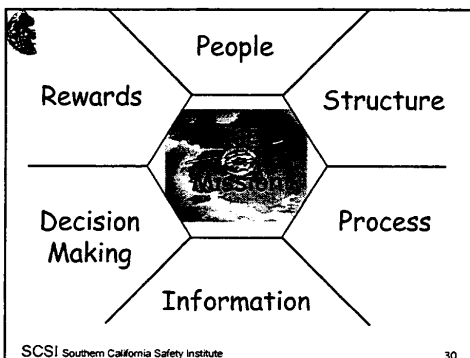 People
Rewards
Structure
Mission
Decision
Making
Process
Information
SCSI Southern California Safety Institute
30